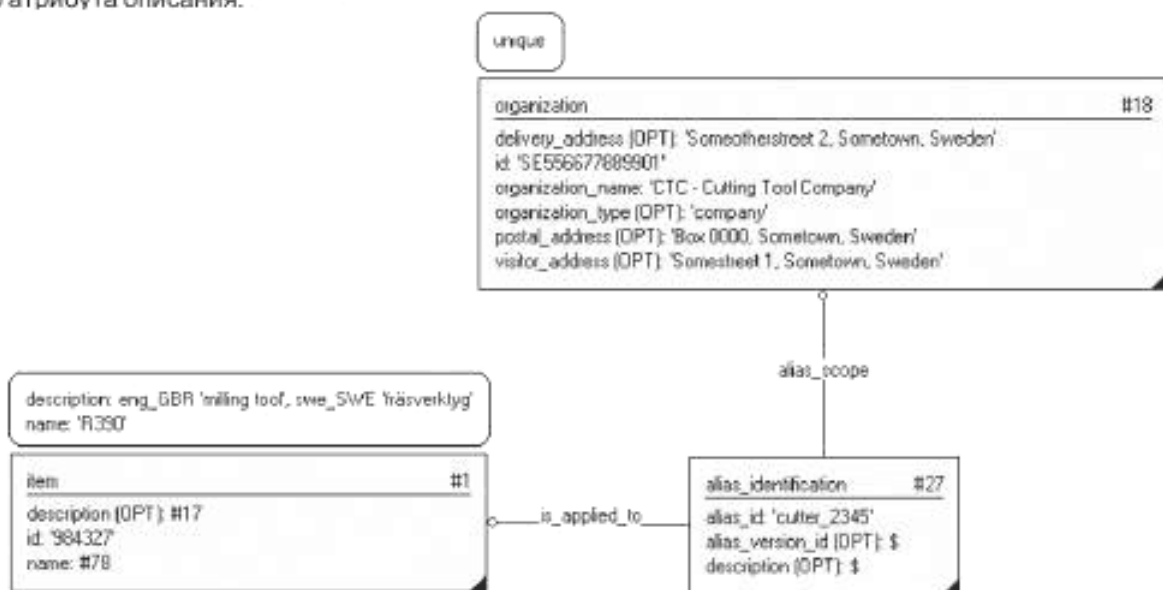 атрибута описания.
unique
organization #18
delivery_address (OPT): 'Someotherstreet 2, Sometown, Sweden'
id: 'SE556677889901'
organization_name: 'CTC - Cutting Tool Company'
organization_type (OPT): 'company'
postal_address (OPT): 'Box 0000, Sometown, Sweden'
visitor_address (OPT): 'Somestreet 1, Sometown, Sweden'
alias_scope
description: eng_GBR 'milling tool', swe_SWE 'fräsverktyg'
name: 'R390'
item #1
description (OPT): #17
id: '984327'
name: #78
is_applied_to
alias_identification #27
alias_id: 'cutter_2345'
alias_version_id (OPT): $
description (OPT): $